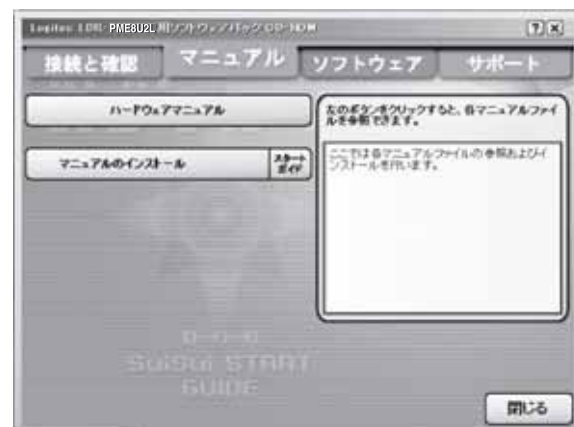 Logitec LDR-PME8U2L用ソフトウェアパック CD-ROM
接続と確認
マニュアル
ソフトウェア
サポート
ハードウェアマニュアル
マニュアルのインストール
スタート
ガイド
左のボタンをクリックすると、各マニュアルファイ
ルを参照できます。
ここでは各マニュアルファイルの参照およびイ
ンストールを行います。
SuiSui START
GUIDE
閉じる